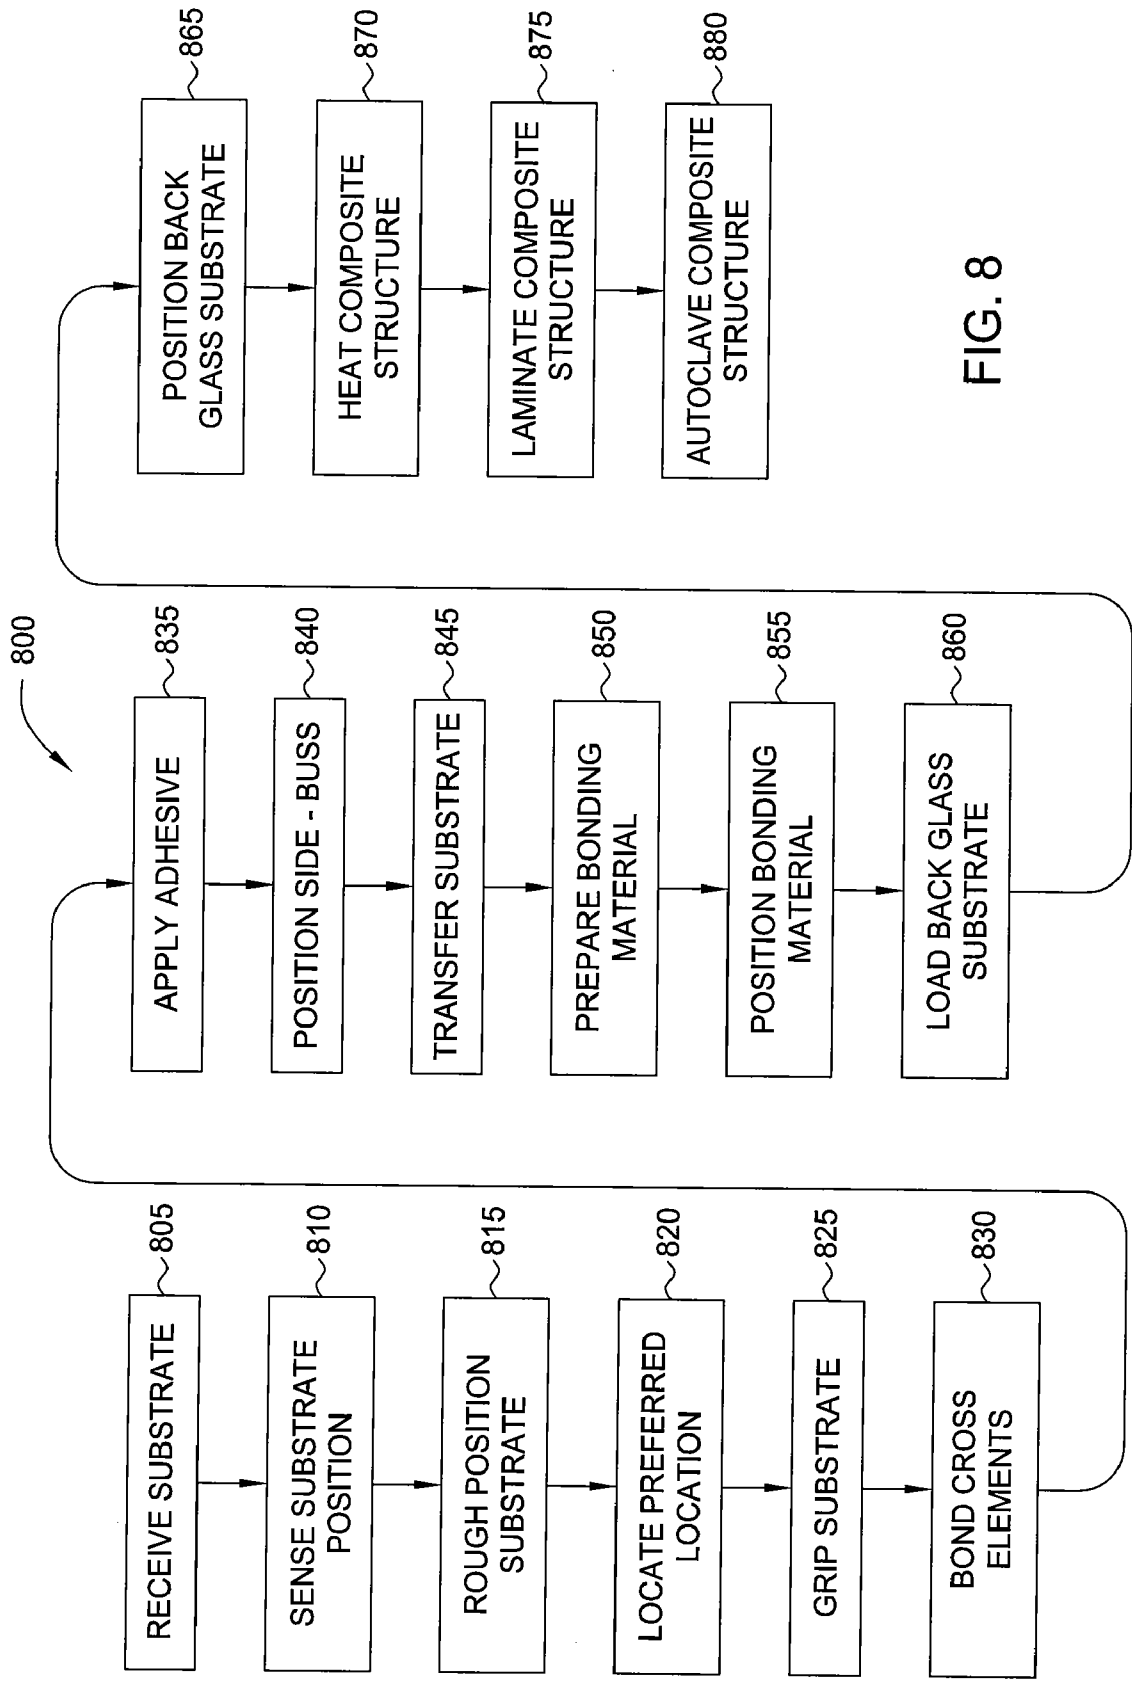 800
RECEIVE SUBSTRATE
805
SENSE SUBSTRATE
POSITION
810
ROUGH POSITION
SUBSTRATE
815
LOCATE PREFERRED
LOCATION
820
GRIP SUBSTRATE
825
BOND CROSS
ELEMENTS
830
APPLY ADHESIVE
835
POSITION SIDE - BUSS
840
TRANSFER SUBSTRATE
845
PREPARE BONDING
MATERIAL
850
POSITION BONDING
MATERIAL
855
LOAD BACK GLASS
SUBSTRATE
860
POSITION BACK
GLASS SUBSTRATE
865
HEAT COMPOSITE
STRUCTURE
870
LAMINATE COMPOSITE
STRUCTURE
875
AUTOCLAVE COMPOSITE
STRUCTURE
880
FIG. 8